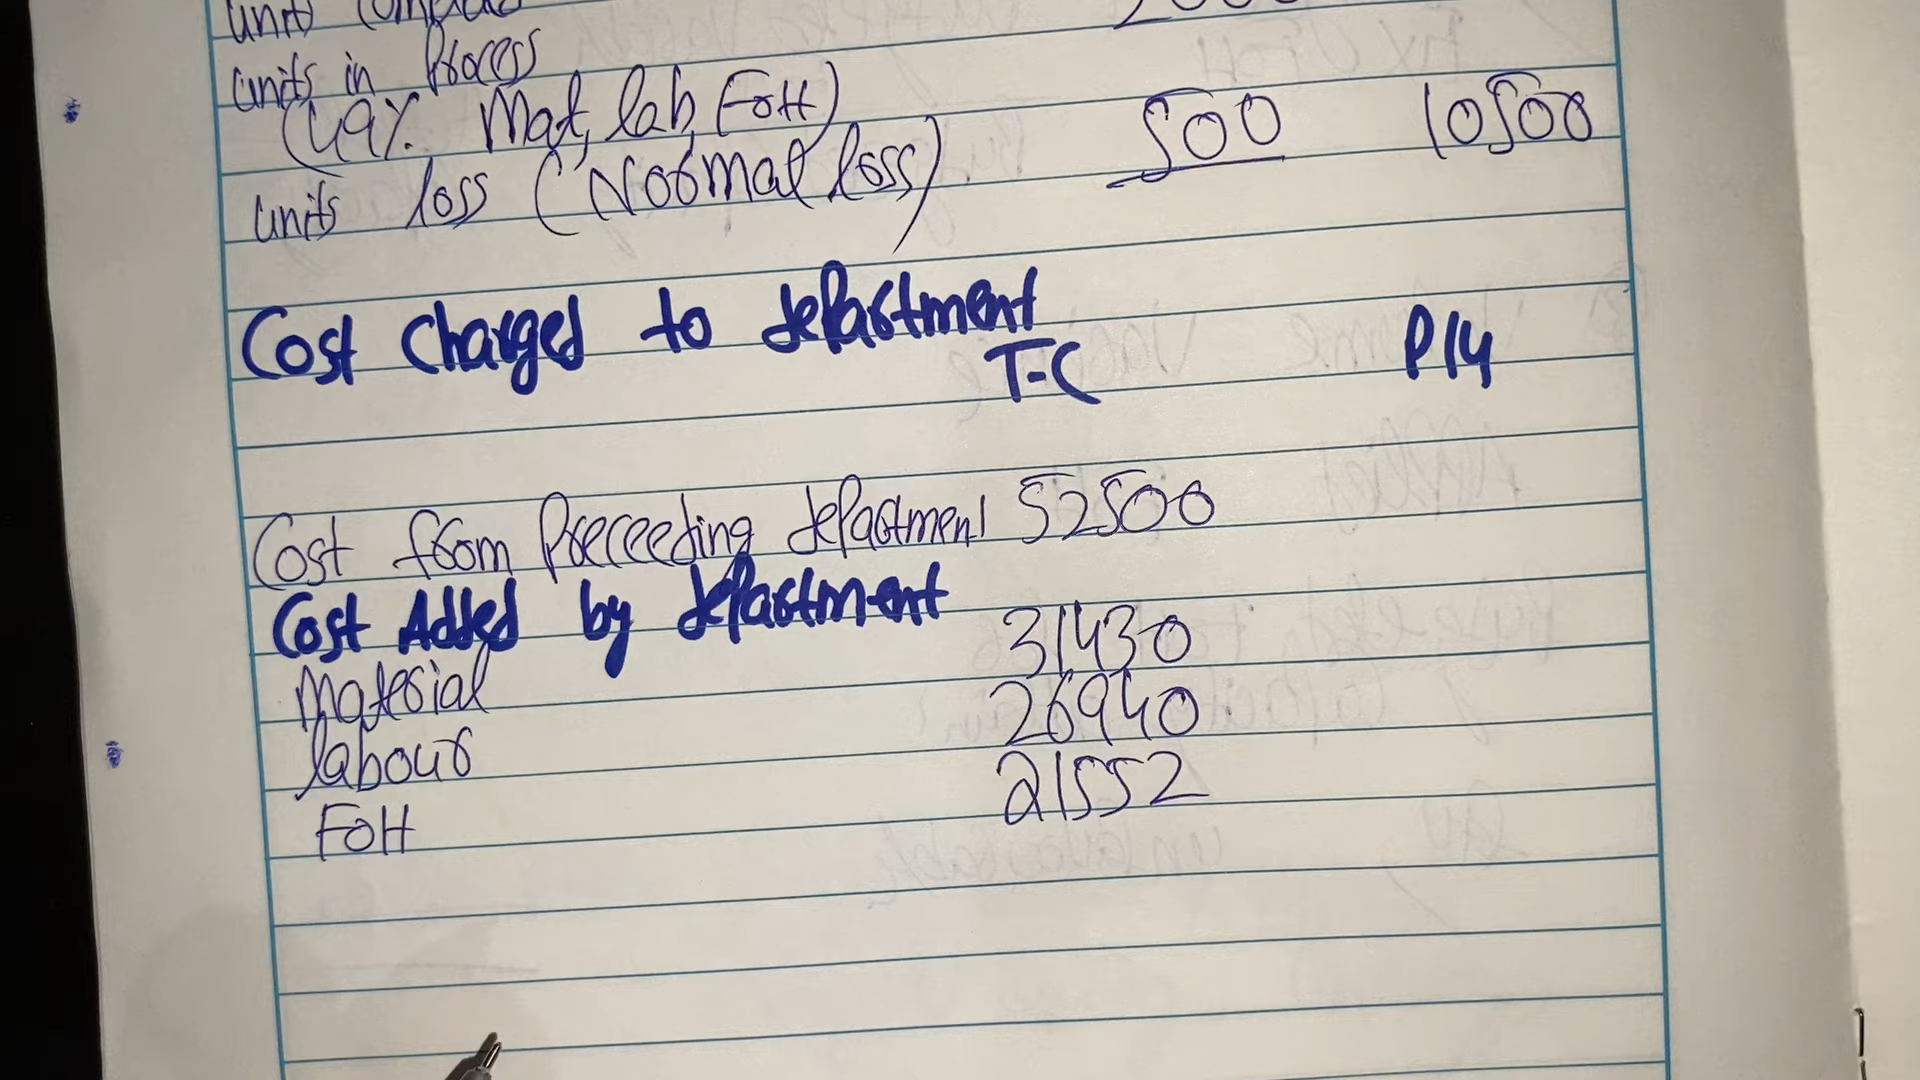 units in Process
(49% Mat, lab, FOH)
units loss (Normal loss) 500 10500
Cost charged to department
T-C P/4
Cost from Preceeding department 52500
Cost Added by department
Material 31430
labour 26940
FOH 21552